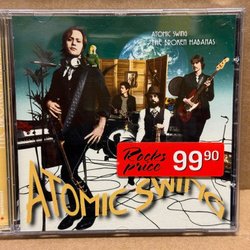 ATOMIC SWING
THE BROKEN HABANAS
Rocks
price
99 90
ATOMIC SWING